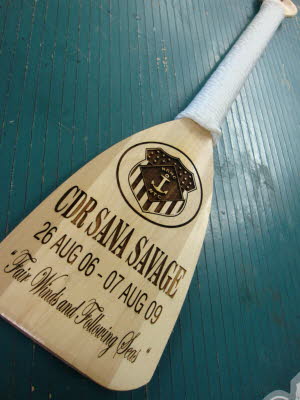 CDR SANA SAVAGE
26 AUG 06 - 07 AUG 09
"Fair Winds and Following Seas"